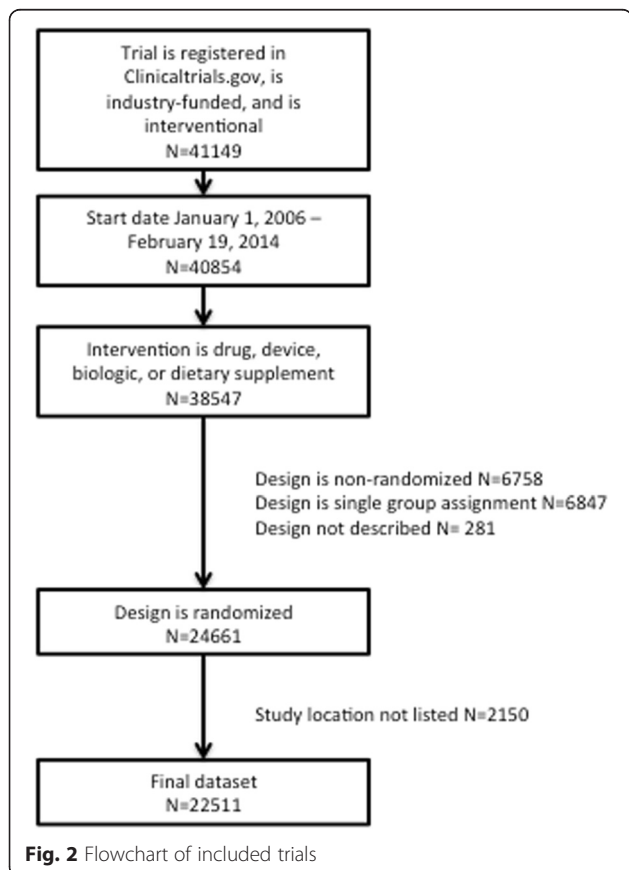 Trial is registered in
Clinicaltrials.gov, is
industry-funded, and is
interventional
N=41149
Start date January 1, 2006 –
February 19, 2014
N=40854
Intervention is drug, device,
biologic, or dietary supplement
N=38547
Design is non-randomized N=6758
Design is single group assignment N=6847
Design not described N= 281
Design is randomized
N=24661
Study location not listed N=2150
Final dataset
N=22511
Fig. 2 Flowchart of included trials